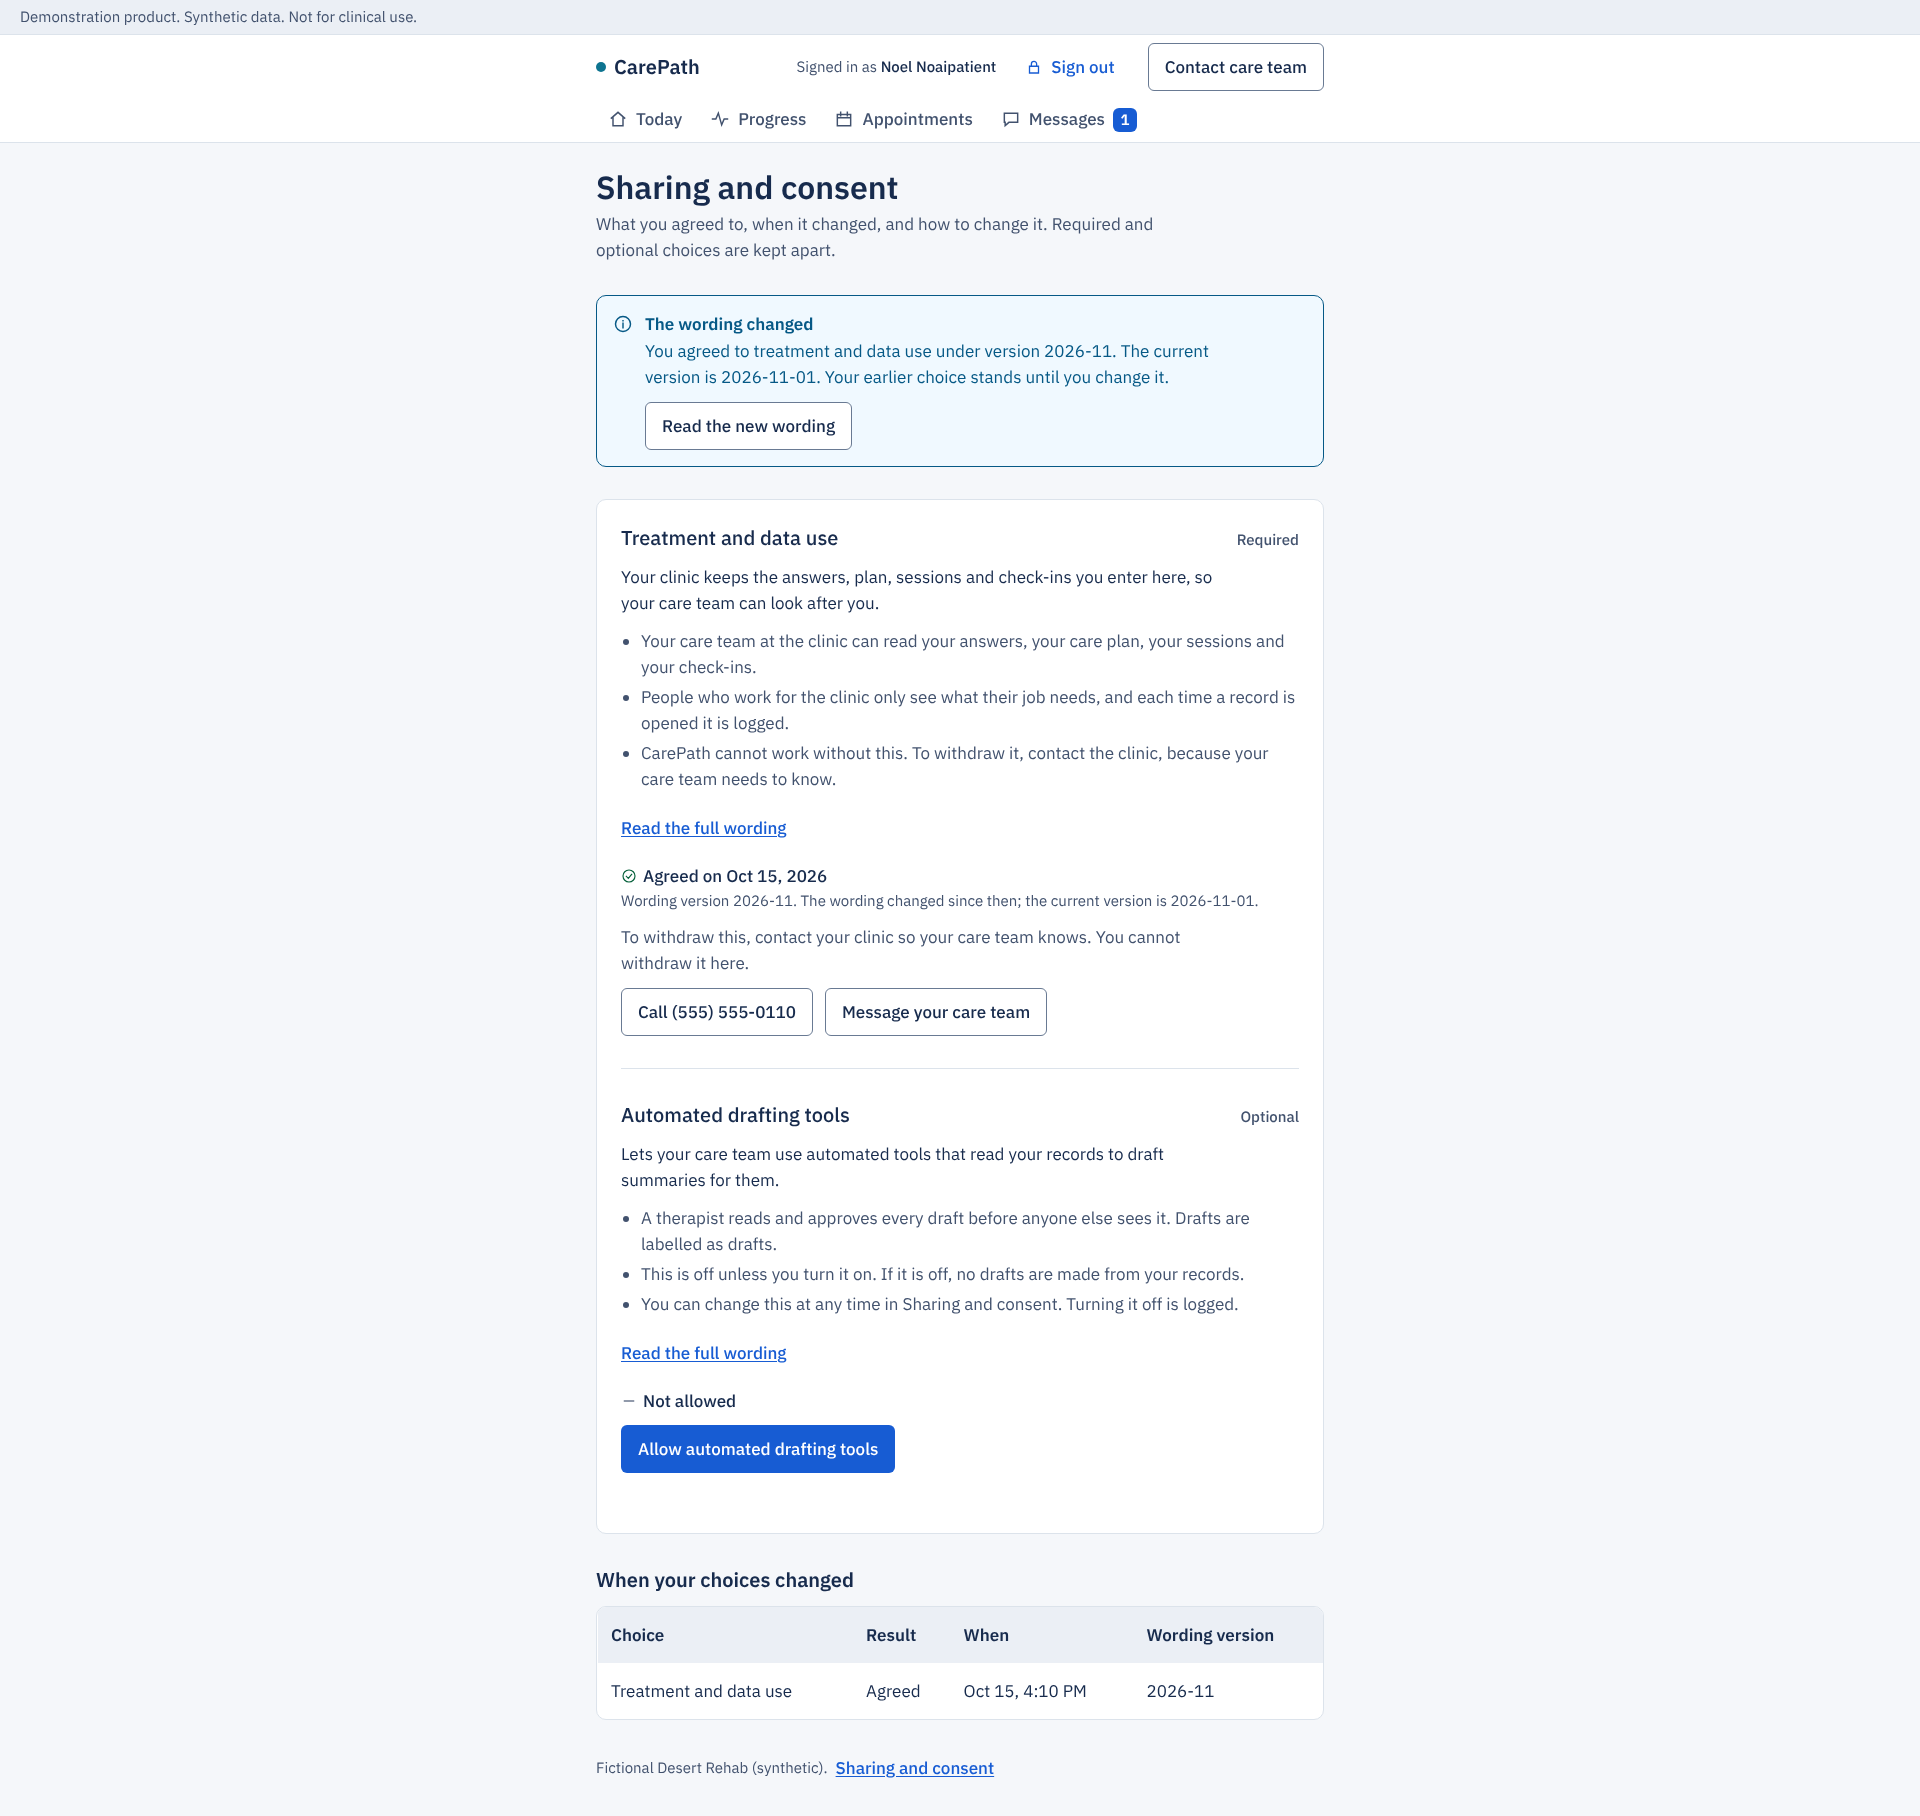 Demonstration product. Synthetic data. Not for clinical use.
CarePath
Signed in as Noel Noaipatient
Sign out
Contact care team
Today
Progress
Appointments
Messages 1
Sharing and consent
What you agreed to, when it changed, and how to change it. Required and
optional choices are kept apart.
The wording changed
You agreed to treatment and data use under version 2026-11. The current
version is 2026-11-01. Your earlier choice stands until you change it.
Read the new wording
Treatment and data use
Required
Your clinic keeps the answers, plan, sessions and check-ins you enter here, so
your care team can look after you.
Your care team at the clinic can read your answers, your care plan, your sessions and
your check-ins.
People who work for the clinic only see what their job needs, and each time a record is
opened it is logged.
CarePath cannot work without this. To withdraw it, contact the clinic, because your
care team needs to know.
Read the full wording
Agreed on Oct 15, 2026
Wording version 2026-11. The wording changed since then; the current version is 2026-11-01.
To withdraw this, contact your clinic so your care team knows. You cannot
withdraw it here.
Call (555) 555-0110
Message your care team
Automated drafting tools
Optional
Lets your care team use automated tools that read your records to draft
summaries for them.
A therapist reads and approves every draft before anyone else sees it. Drafts are
labelled as drafts.
This is off unless you turn it on. If it is off, no drafts are made from your records.
You can change this at any time in Sharing and consent. Turning it off is logged.
Read the full wording
Not allowed
Allow automated drafting tools
When your choices changed
Choice Result When Wording version
Treatment and data use Agreed Oct 15, 4:10 PM 2026-11
Fictional Desert Rehab (synthetic). Sharing and consent